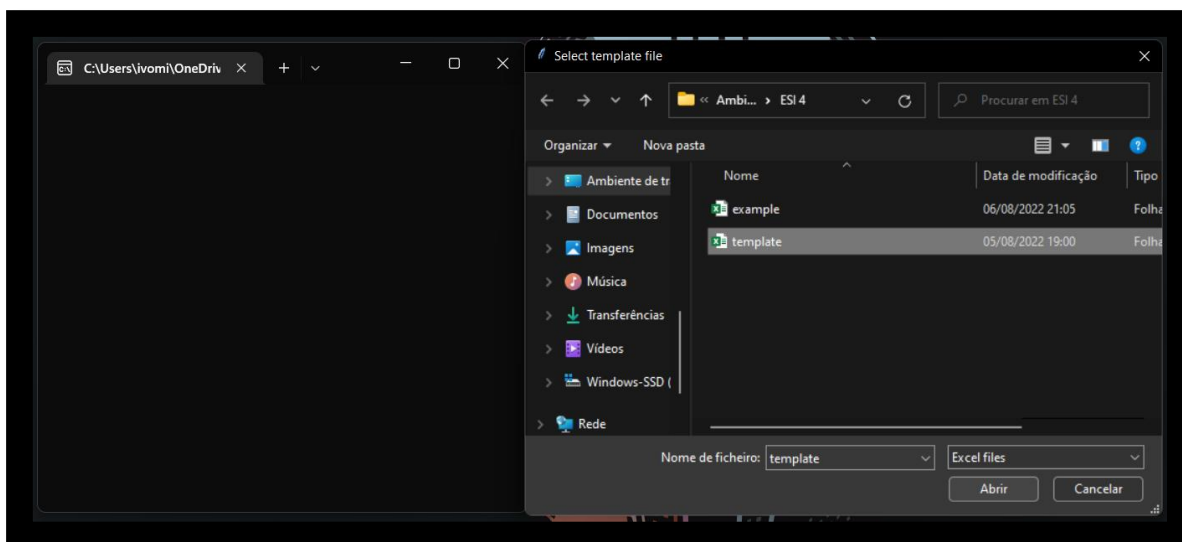 C:\Users\ivomi\OneDriv
Select template file
« Ambi... › ESI 4
Procurar em ESI 4
Organizar
Nova pasta
Nome
Data de modificação
Tipo
Ambiente de tr
Documentos
Imagens
Música
Transferências
Vídeos
Windows-SSD (
Rede
example 06/08/2022 21:05 Folha
template 05/08/2022 19:00 Folha
Nome de ficheiro: template
Excel files
Abrir
Cancelar